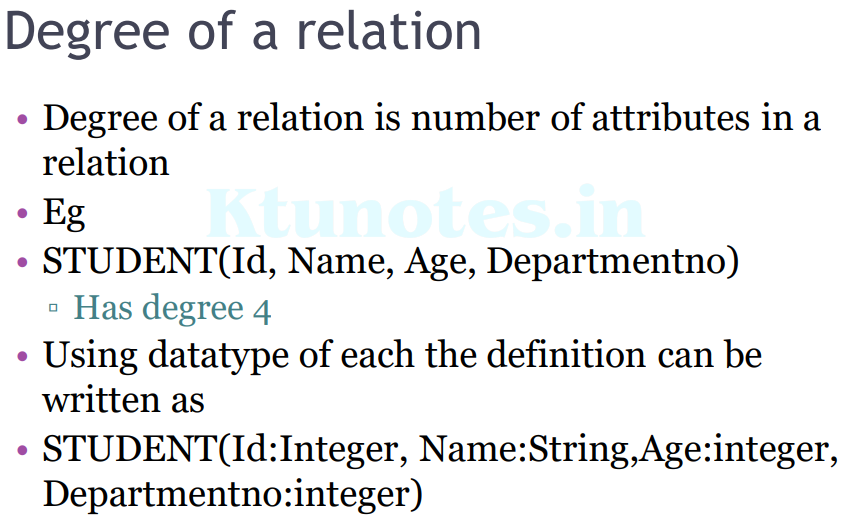 Degree of a relation
• Degree of a relation is number of attributes in a
relation
Ktunotes.in
• Eg
• STUDENT(Id, Name, Age, Departmentno)
▫ Has degree 4
• Using datatype of each the definition can be
written as
• STUDENT(Id:Integer, Name:String,Age:integer,
Departmentno:integer)